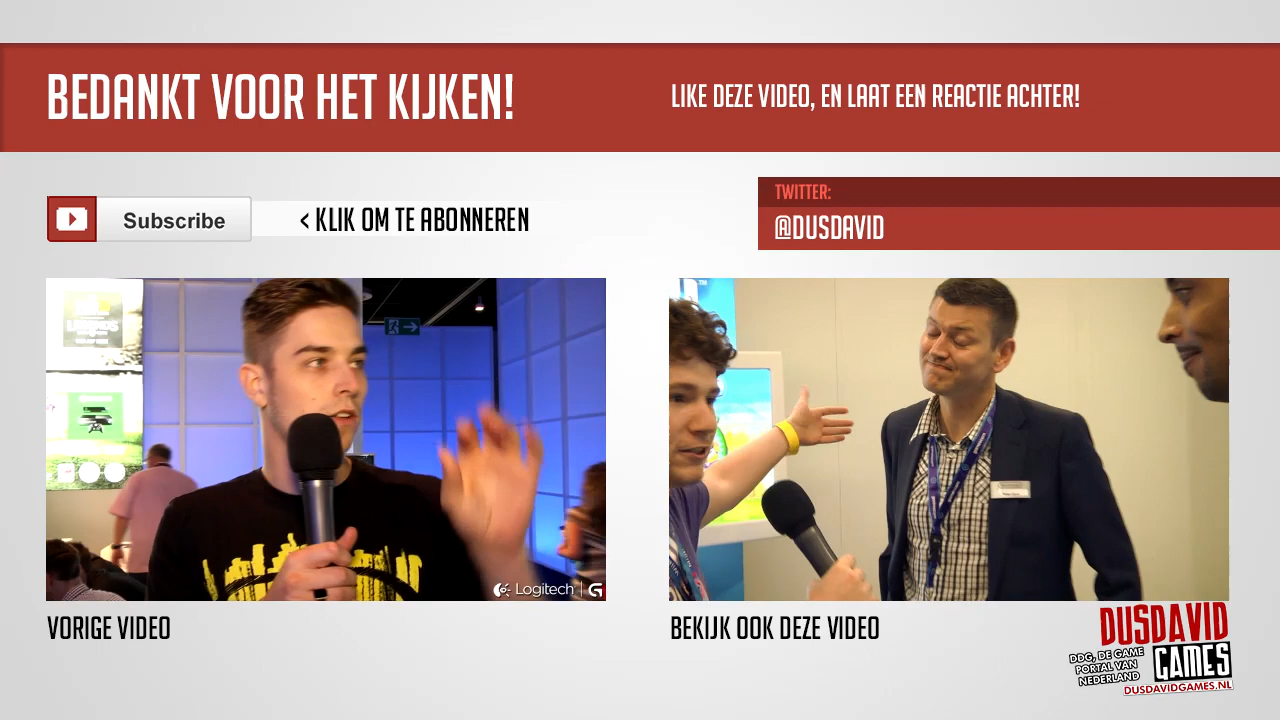 BEDANKT VOOR HET KIJKEN!
LIKE DEZE VIDEO, EN LAAT EEN REACTIE ACHTER!
Subscribe
< KLIK OM TE ABONNEREN
TWITTER:
@DUSDAVID
Logitech | G
VORIGE VIDEO
BEKIJK OOK DEZE VIDEO
DUSDAVID
GAMES
DDG, DE GAME
PORTAL VAN
NEDERLAND
DUSDAVIDGAMES.NL